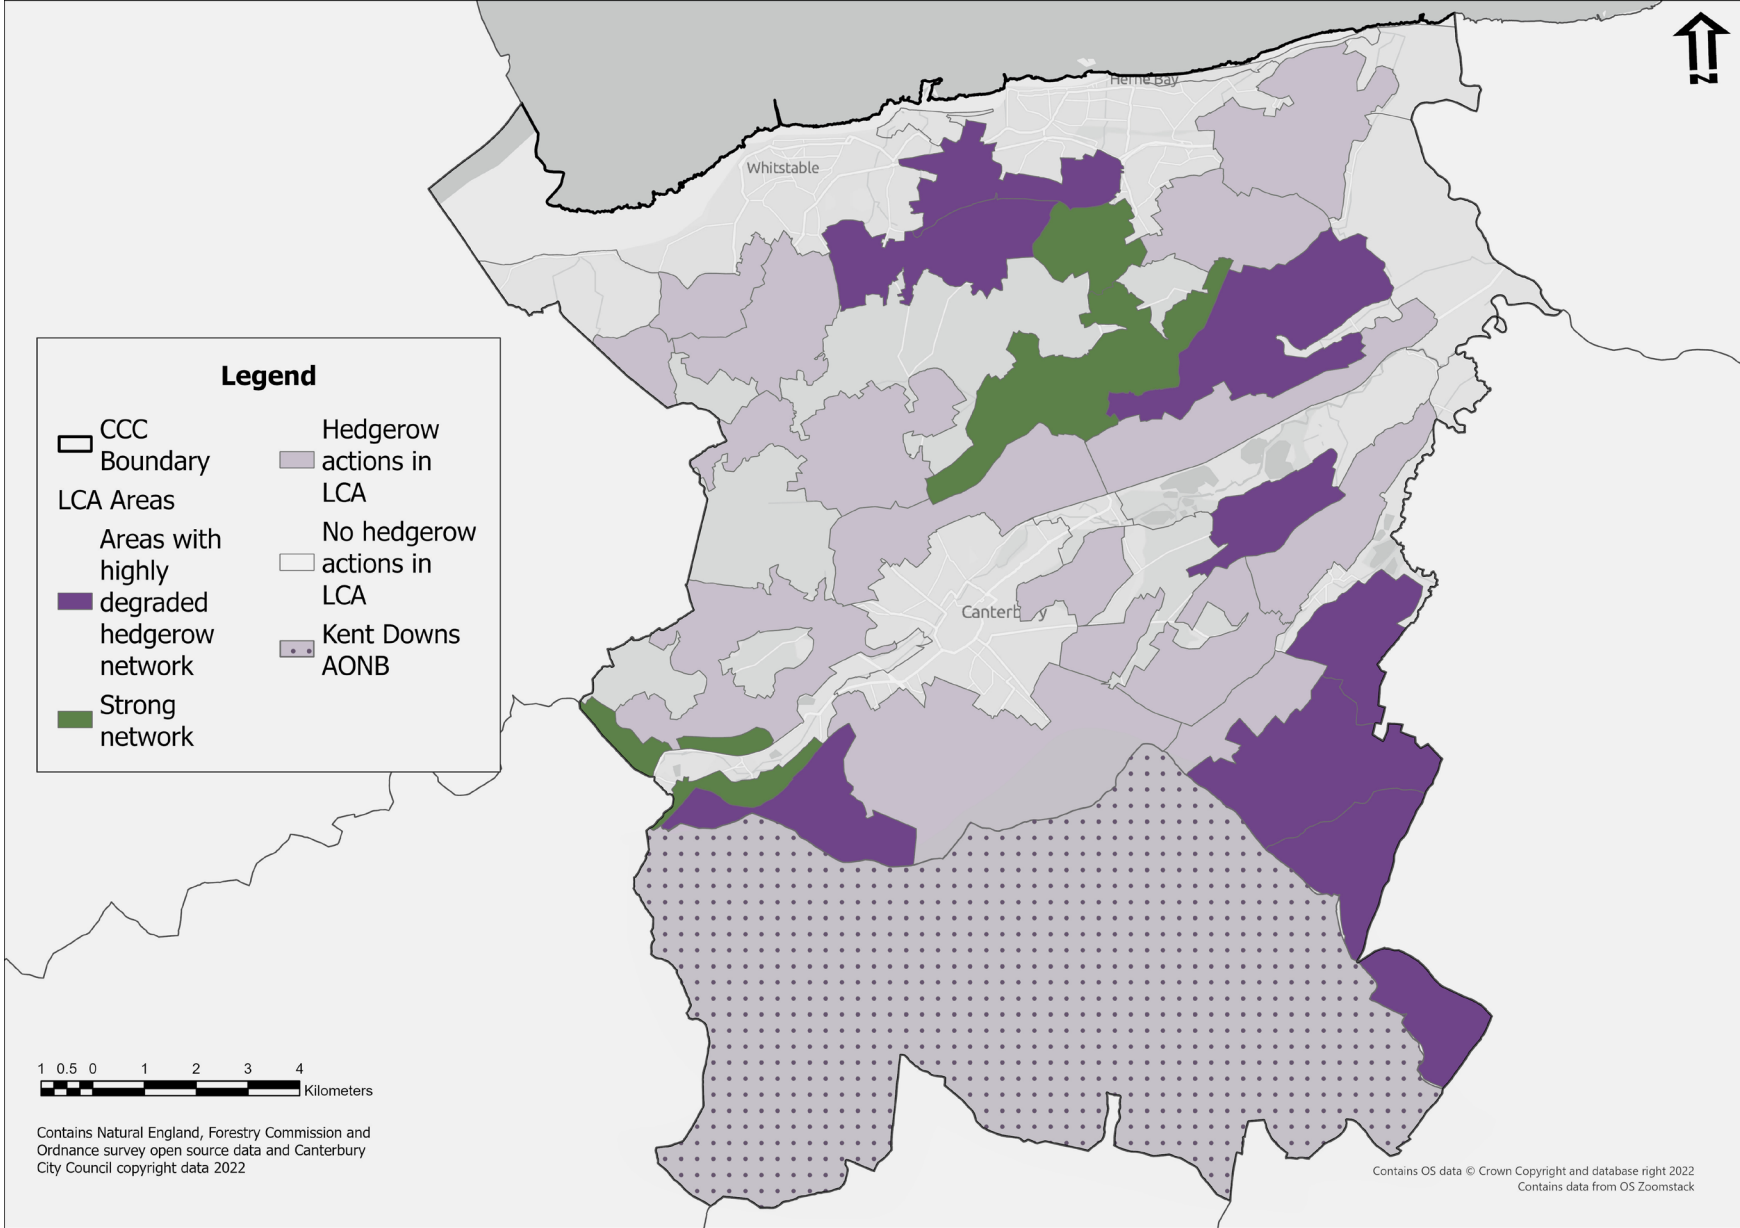 Herne Bay
Whitstable
Canterbury
N
Legend
CCC
Boundary
LCA Areas
Areas with
highly
degraded
hedgerow
network
Strong
network
Hedgerow
actions in
LCA
No hedgerow
actions in
LCA
Kent Downs
AONB
1 0.5 0 1 2 3 4
Kilometers
Contains Natural England, Forestry Commission and
Ordnance survey open source data and Canterbury
City Council copyright data 2022
Contains OS data © Crown Copyright and database right 2022
Contains data from OS Zoomstack